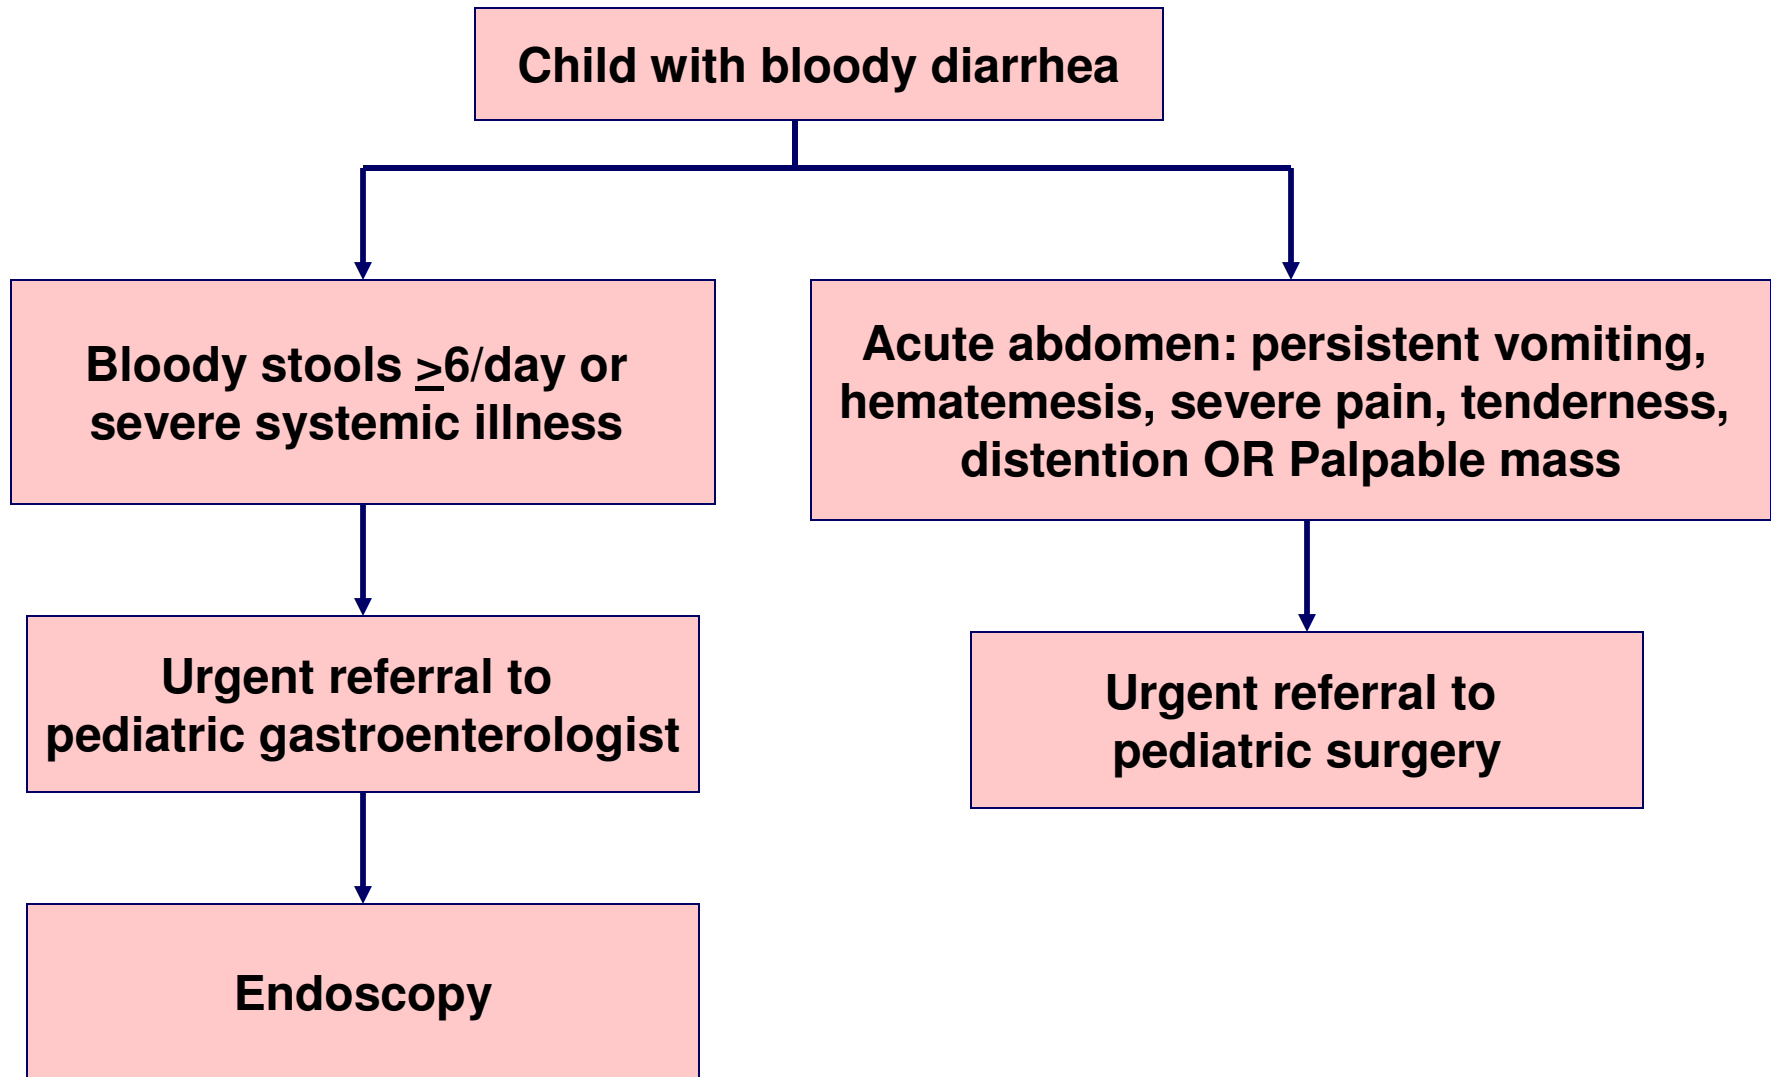 Child with bloody diarrhea
Bloody stools ≥6/day or
severe systemic illness
Acute abdomen: persistent vomiting,
hematemesis, severe pain, tenderness,
distention OR Palpable mass
Urgent referral to
pediatric gastroenterologist
Urgent referral to
pediatric surgery
Endoscopy